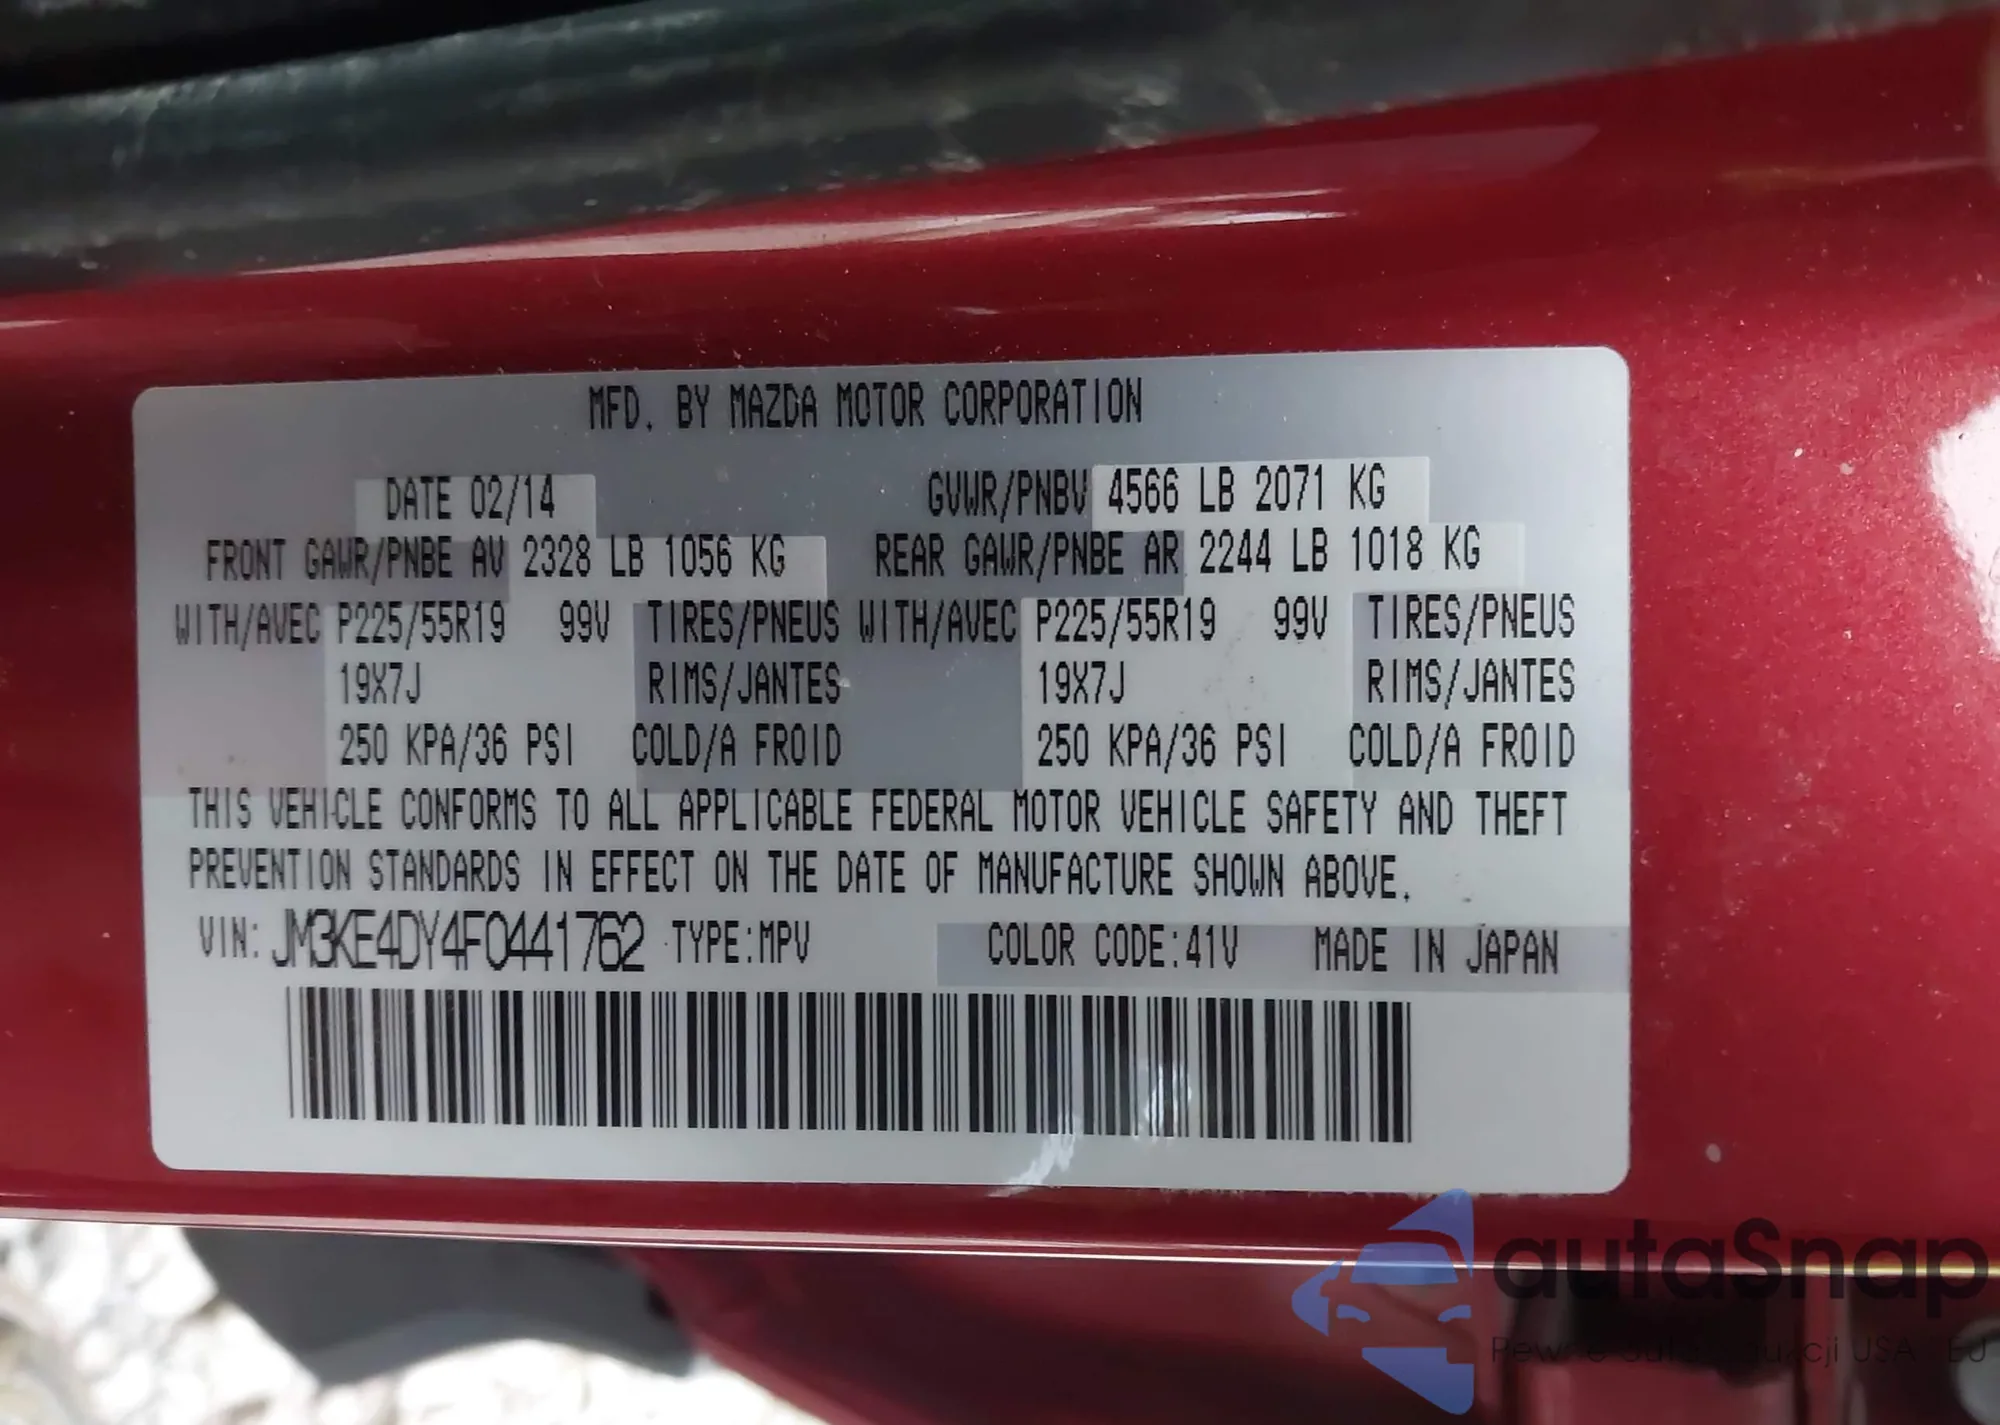 MFD. BY MAZDA MOTOR CORPORATION
DATE 02/14 GVWR/PNBV 4566 LB 2071 KG
FRONT GAWR/PNBE AV 2328 LB 1056 KG REAR GAWR/PNBE AR 2244 LB 1018 KG
WITH/AVEC P225/55R19 99V TIRES/PNEUS WITH/AVEC P225/55R19 99V TIRES/PNEUS
19X7J RIMS/JANTES 19X7J RIMS/JANTES
250 KPA/36 PSI COLD/A FROID 250 KPA/36 PSI COLD/A FROID
THIS VEHICLE CONFORMS TO ALL APPLICABLE FEDERAL MOTOR VEHICLE SAFETY AND THEFT
PREVENTION STANDARDS IN EFFECT ON THE DATE OF MANUFACTURE SHOWN ABOVE.
VIN: JM3KE4DY4F0441762 TYPE:MPV COLOR CODE:41V MADE IN JAPAN
autaSnap
USA EU